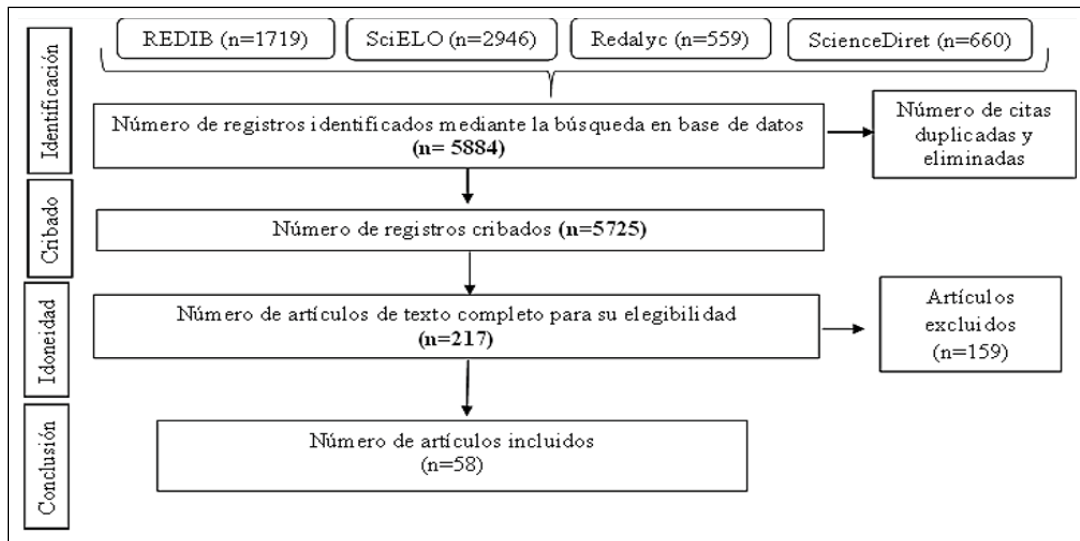 REDIB (n=1719)
SciELO (n=2946)
Redalyc (n=559)
ScienceDiret (n=660)
Identificación
Número de registros identificados mediante la búsqueda en base de datos
(n= 5884)
Número de citas
duplicadas y
eliminadas
Cribado
Número de registros cribados (n=5725)
Idoneidad
Número de artículos de texto completo para su elegibilidad
(n=217)
Artículos
excluidos
(n=159)
Conclusión
Número de artículos incluidos
(n=58)